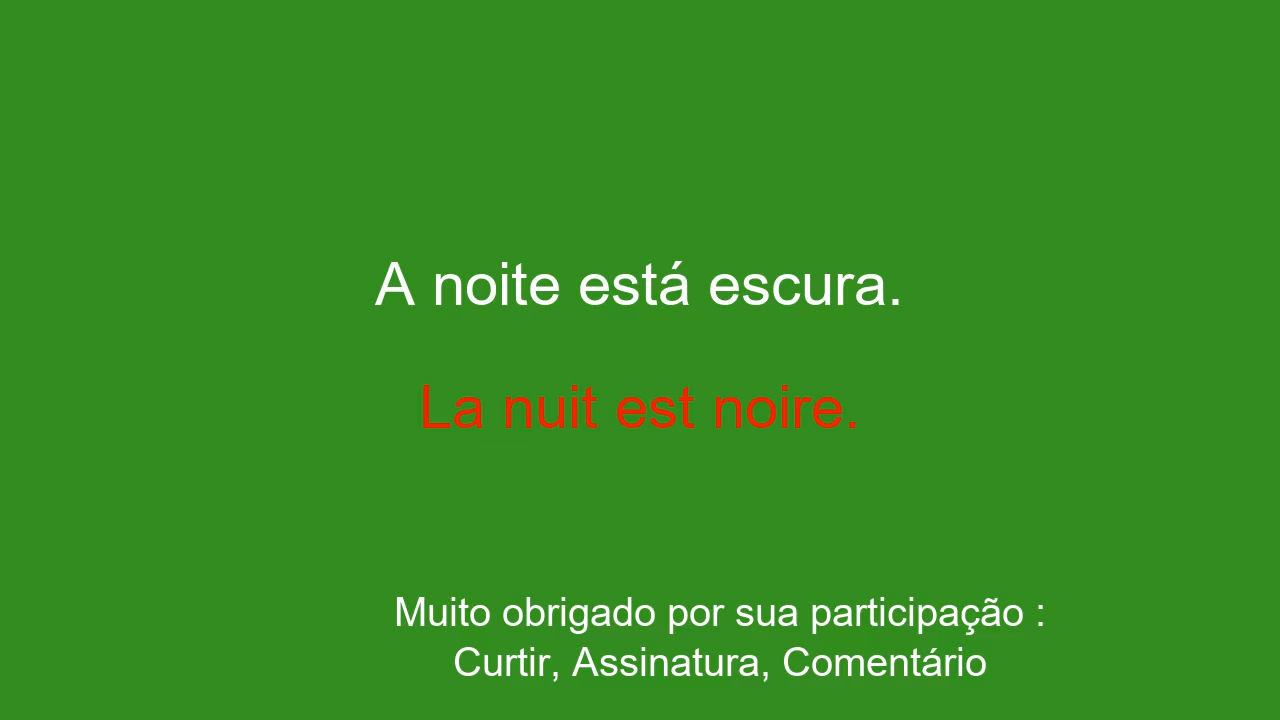 A noite está escura.
La nuit est noire.
Muito obrigado por sua participação :
Curtir, Assinatura, Comentário